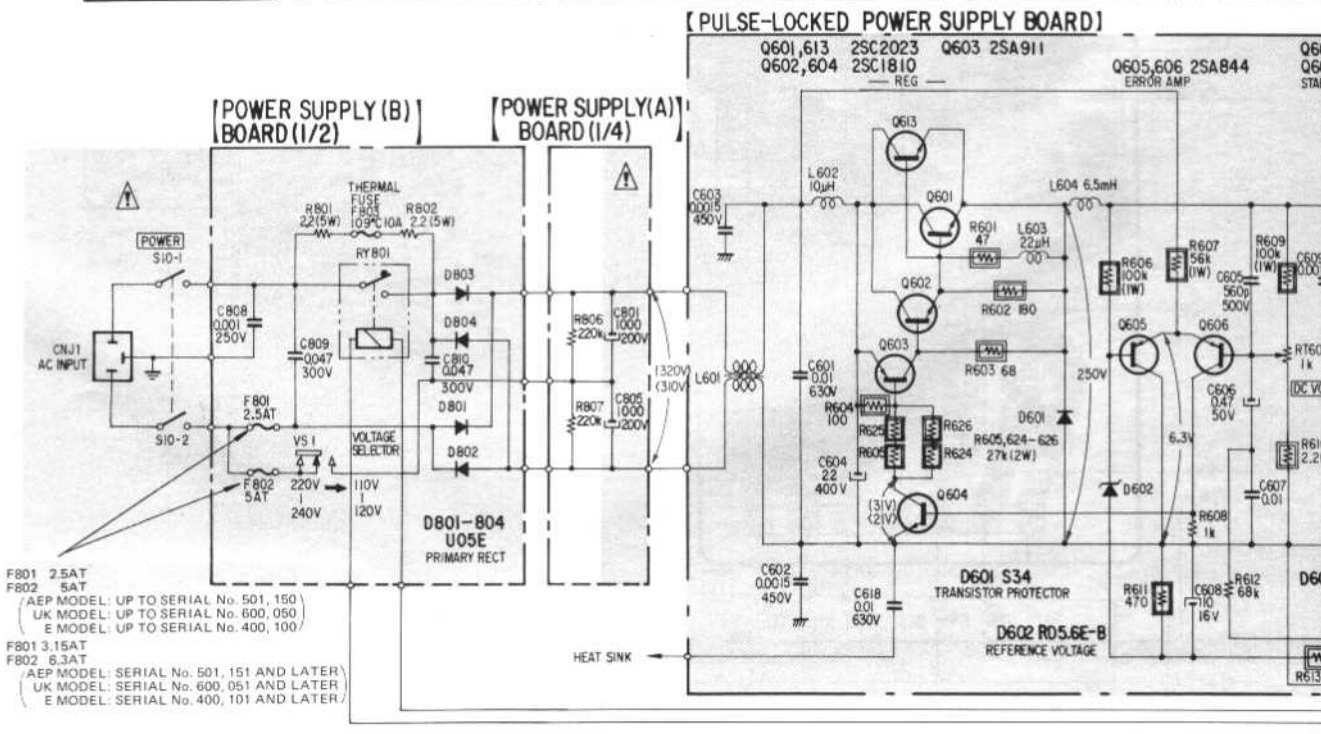 [PULSE-LOCKED POWER SUPPLY BOARD]
Q601,613 2SC2023 Q603 2SA911
Q602,604 2SC1810
REG
Q605,606 2SA844
ERROR AMP
[POWER SUPPLY (B)
BOARD (1/2)]
[POWER SUPPLY (A)
BOARD (1/4)]
POWER
S10-1
CNJ1
AC INPUT
S10-2
C808
0.001
250V
R801
2.2(5W)
THERMAL
FUSE
F803
109°C 10A
R802
2.2(5W)
RY801
D803
D804
C809
0.047
300V
C810
0.047
300V
F801
2.5AT
D801
VS1
VOLTAGE
SELECTOR
D802
F802
5AT
220V
240V
110V
120V
D801-804
U05E
PRIMARY RECT
R806
220k
C801
1000
200V
R807
220k
C805
1000
200V
(320V)
(310V)
C603
0.0015
450V
L602
10μH
Q613
Q601
R601
47
L603
22μH
L604 6.5mH
Q602
R602 180
Q603
R603 68
L601
C601
0.01
630V
R604
100
R625
R626
R605
R624
R605,624-626
27k(2W)
D601
C604
22
400V
Q604
(31V)
(21V)
250V
R606
100k
(1W)
R607
56k
(1W)
C605
560p
500V
R609
100k
(1W)
Q605
Q606
C606
0.47
50V
6.3V
D602
R608
1k
C607
0.01
C602
0.0015
450V
C618
0.01
630V
D601 S34
TRANSISTOR PROTECTOR
D602 RD5.6E-B
REFERENCE VOLTAGE
R611
470
C608
10
16V
R612
68k
R613
1k
HEAT SINK
F801 2.5AT
F802 5AT
(AEP MODEL: UP TO SERIAL No. 501, 150)
UK MODEL: UP TO SERIAL No. 600, 050
E MODEL: UP TO SERIAL No. 400, 100
F801 3.15AT
F802 6.3AT
(AEP MODEL: SERIAL No. 501, 151 AND LATER)
UK MODEL: SERIAL No. 600, 051 AND LATER
E MODEL: SERIAL No. 400, 101 AND LATER